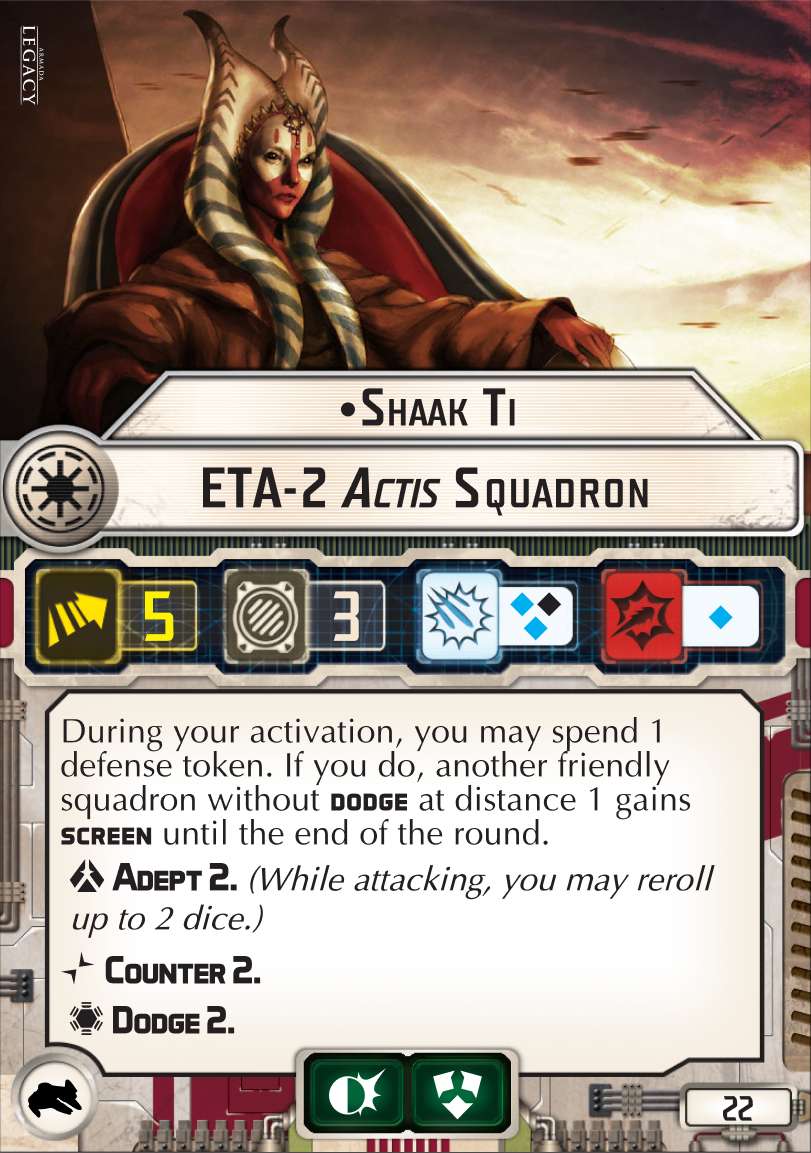 ARMADA
LEGACY
•Shaak Ti
ETA-2 Actis Squadron
5
3
During your activation, you may spend 1
defense token. If you do, another friendly
squadron without DODGE at distance 1 gains
SCREEN until the end of the round.
Adept 2. (While attacking, you may reroll
up to 2 dice.)
Counter 2.
Dodge 2.
22